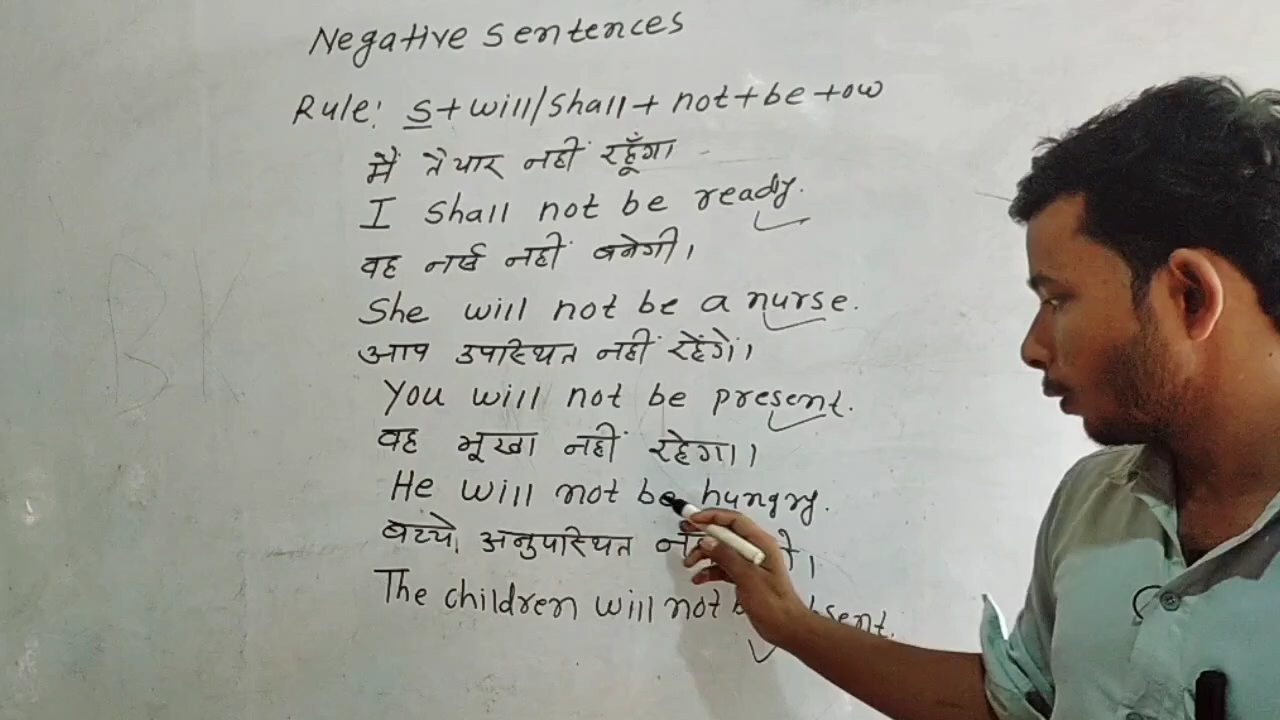 Negative Sentences
Rule: S + will/shall + not + be + ow
मैं तैयार नहीं रहूँगा
I shall not be ready.
वह नर्स नहीं बनेगी।
She will not be a nurse.
आप उपस्थित नहीं रहेंगे।
You will not be present.
वह भूखा नहीं रहेगा।
He will not be hungry.
बच्चे अनुपस्थित
The children will not
BK